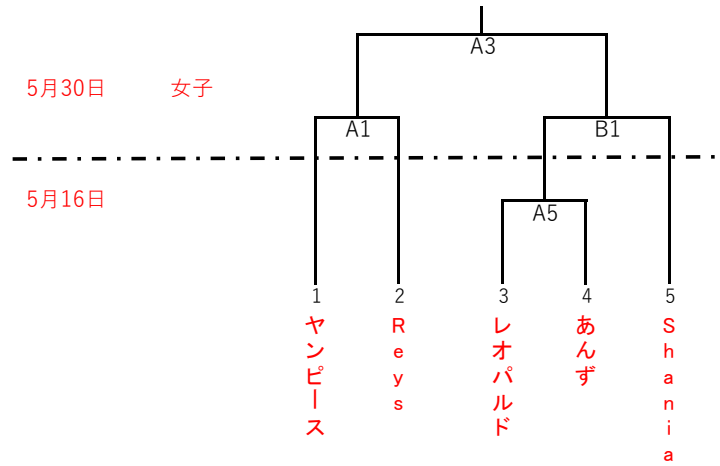 A3
5月30日 女子
A1 B1
5月16日
A5
1 2 3 4 5
ヤンピース
Reys
レオパルド
あんず
Shania